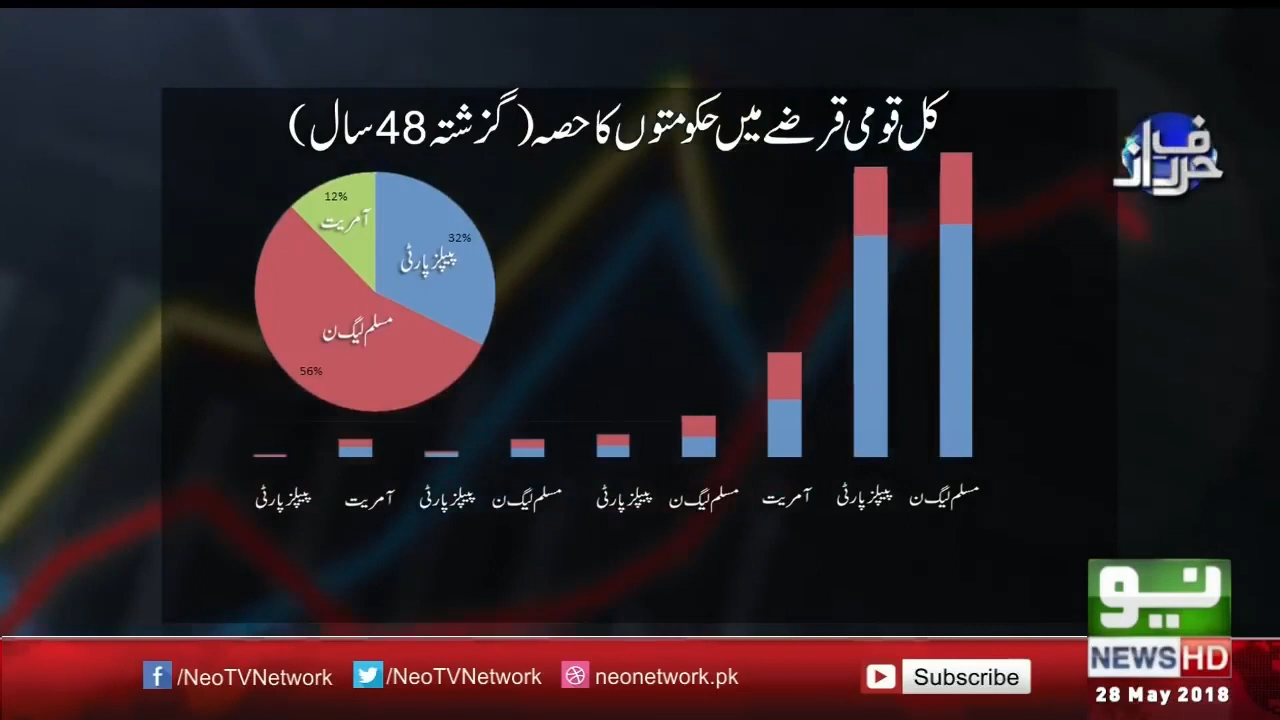 کل قومی قرضے میں حکومتوں کا حصہ (گزشتہ 48 سال)
حرف راز
12%
آمریت
32%
پیپلز پارٹی
مسلم لیگ ن
56%
پیپلز پارٹی آمریت پیپلز پارٹی مسلم لیگ ن پیپلز پارٹی مسلم لیگ ن آمریت پیپلز پارٹی مسلم لیگ ن
نیو
NEWS HD
28 May 2018
/NeoTVNetwork /NeoTVNetwork neonetwork.pk Subscribe